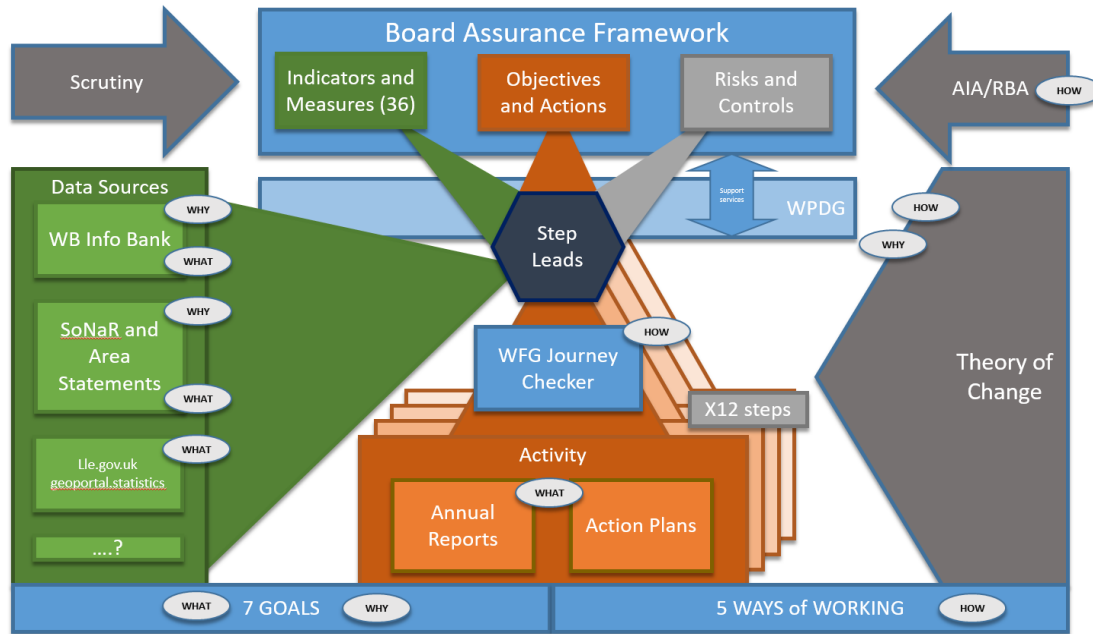 Board Assurance Framework
Scrutiny
Indicators and
Measures (36)
Objectives
and Actions
Risks and
Controls
AIA/RBA
HOW
Data Sources
WHY
WB Info Bank
WHAT
WHY
SoNaR and
Area
Statements
WHAT
WHAT
Lle.gov.uk
geoportal.statistics
....?
Support
services
WPDG
HOW
WHY
Step
Leads
HOW
WFG Journey
Checker
X12 steps
Theory of
Change
Activity
WHAT
Annual
Reports
Action Plans
WHAT
7 GOALS
WHY
5 WAYS of WORKING
HOW